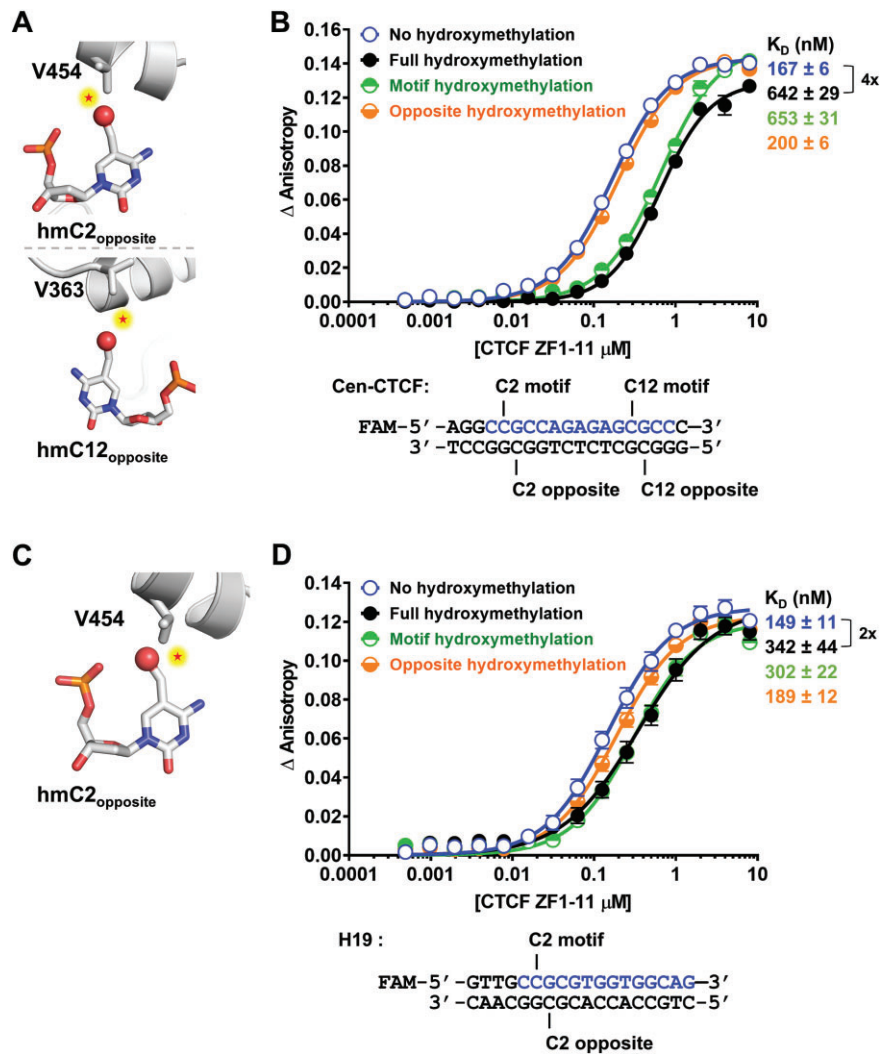 A
V454
hmC2opposite
V363
hmC12opposite
B
No hydroxymethylation
Full hydroxymethylation
Motif hydroxymethylation
Opposite hydroxymethylation
KD (nM)
167 ± 6
642 ± 29
653 ± 31
200 ± 6
4x
Δ Anisotropy
0.16
0.14
0.12
0.10
0.08
0.06
0.04
0.02
0.00
0.0001 0.001 0.01 0.1 1 10
[CTCF ZF1-11 μM]
Cen-CTCF: C2 motif C12 motif
FAM-5′-AGGCCGCCAGAGAGCGCCC-3′
3′-TCCGGCGGTCTCTCGCGGG-5′
C2 opposite C12 opposite
C
V454
hmC2opposite
D
No hydroxymethylation
Full hydroxymethylation
Motif hydroxymethylation
Opposite hydroxymethylation
KD (nM)
149 ± 11
342 ± 44
302 ± 22
189 ± 12
2x
Δ Anisotropy
0.14
0.12
0.10
0.08
0.06
0.04
0.02
0.00
0.0001 0.001 0.01 0.1 1 10
[CTCF ZF1-11 μM]
H19 : C2 motif
FAM-5′-GTTGCCGCGTGGTGGCAG-3′
3′-CAACGGCGCACCACCGTC-5′
C2 opposite